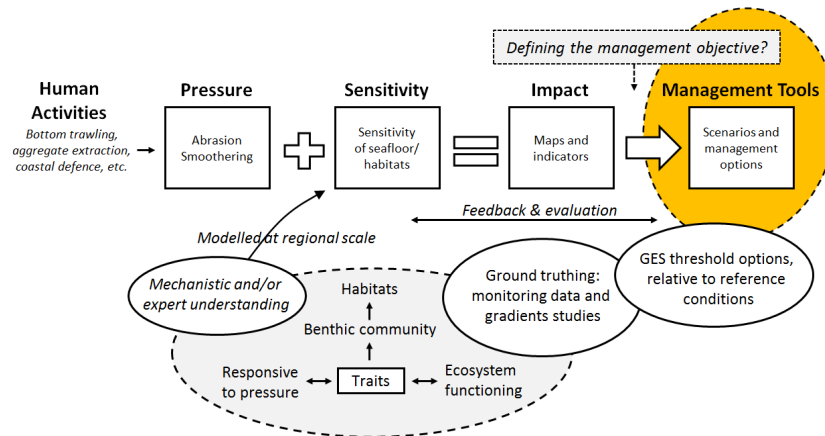 Defining the management objective?
Human
Activities
Pressure
Sensitivity
Impact
Management Tools
Bottom trawling,
aggregate extraction,
coastal defence, etc.
Abrasion
Smoothering
Sensitivity
of seafloor/
habitats
Maps and
indicators
Scenarios and
management
options
Feedback & evaluation
Modelled at regional scale
Mechanistic and/or
expert understanding
Ground truthing:
monitoring data and
gradients studies
GES threshold options,
relative to reference
conditions
Habitats
Benthic community
Responsive
to pressure
Traits
Ecosystem
functioning